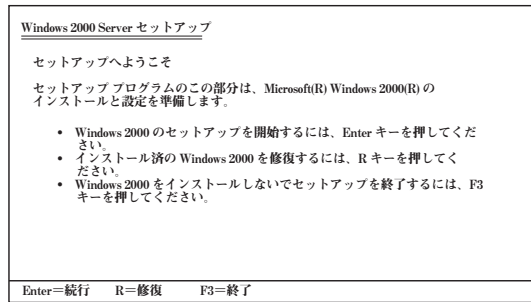 Windows 2000 Server セットアップ
セットアップへようこそ
セットアップ プログラムのこの部分は、Microsoft(R) Windows 2000(R) の
インストールと設定を準備します。
• Windows 2000 のセットアップを開始するには、Enter キーを押してくだ
さい。
• インストール済の Windows 2000 を修復するには、R キーを押してく
ださい。
• Windows 2000 をインストールしないでセットアップを終了するには、F3
キーを押してください。
Enter＝続行 R＝修復 F3＝終了